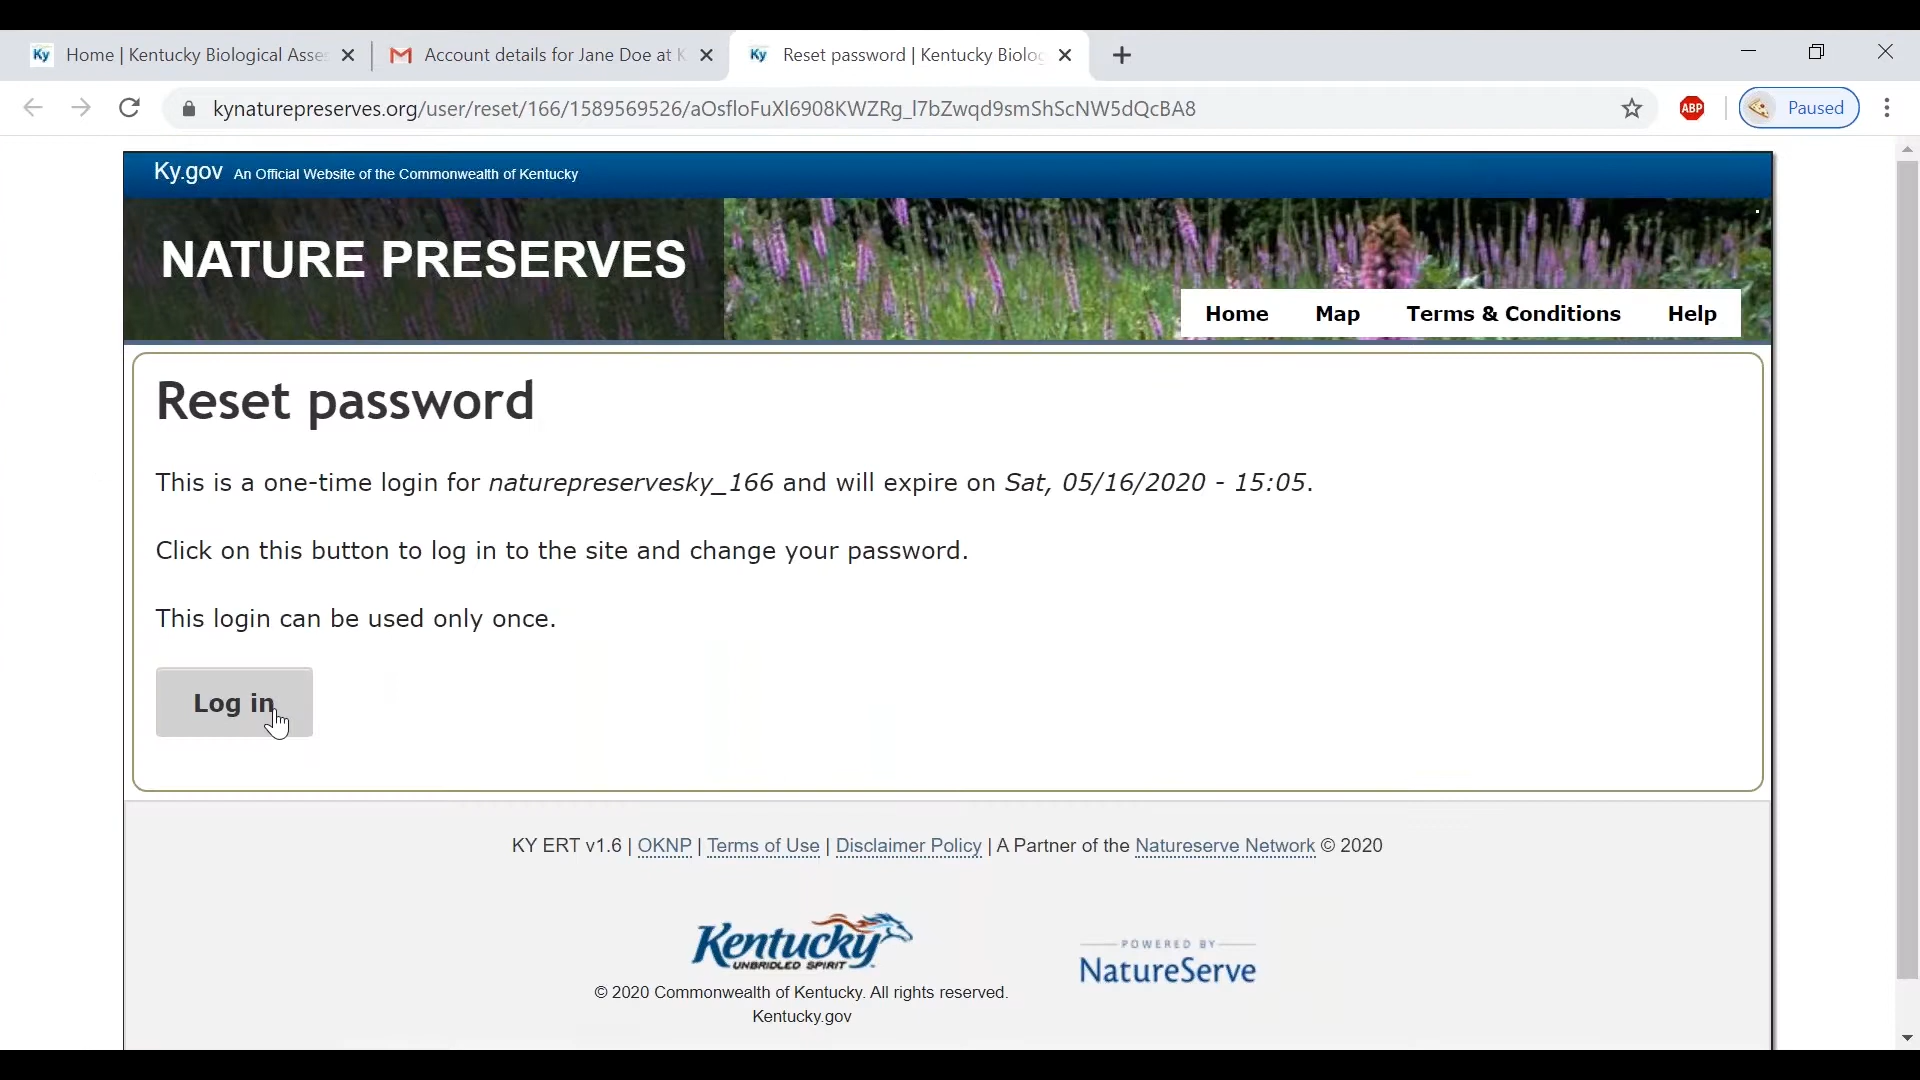 Home | Kentucky Biological Asse
Account details for Jane Doe at K
Reset password | Kentucky Biolog
kynaturepreserves.org/user/reset/166/1589569526/aOsfloFuXl6908KWZRg_l7bZwqd9smShScNW5dQcBA8
ABP
Paused
Ky.gov An Official Website of the Commonwealth of Kentucky
NATURE PRESERVES
Home Map Terms & Conditions Help
Reset password
This is a one-time login for naturepreservesky_166 and will expire on Sat, 05/16/2020 - 15:05.
Click on this button to log in to the site and change your password.
This login can be used only once.
Log in
KY ERT v1.6 | OKNP | Terms of Use | Disclaimer Policy | A Partner of the Natureserve Network © 2020
Kentucky
UNBRIDLED SPIRIT
POWERED BY
NatureServe
© 2020 Commonwealth of Kentucky. All rights reserved.
Kentucky.gov